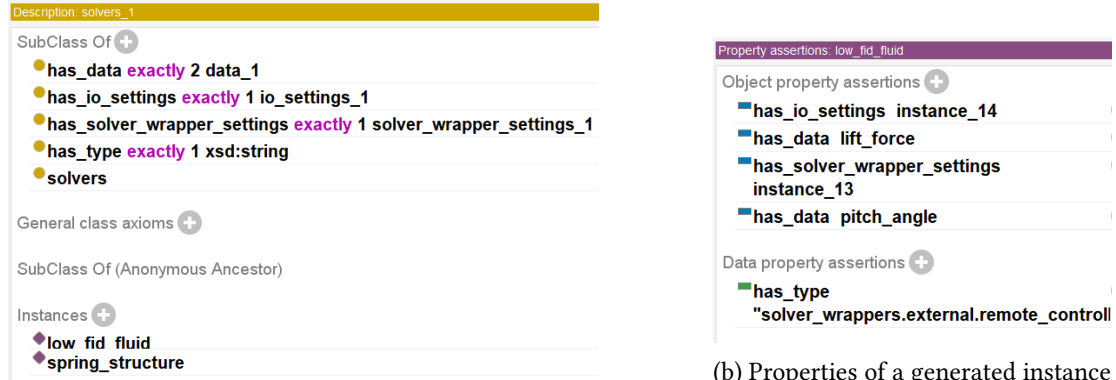 Description: solvers_1
SubClass Of
has_data exactly 2 data_1
has_io_settings exactly 1 io_settings_1
has_solver_wrapper_settings exactly 1 solver_wrapper_settings_1
has_type exactly 1 xsd:string
solvers
General class axioms
SubClass Of (Anonymous Ancestor)
Instances
low_fid_fluid
spring_structure
Property assertions: low_fid_fluid
Object property assertions
has_io_settings instance_14
has_data lift_force
has_solver_wrapper_settings
instance_13
has_data pitch_angle
Data property assertions
has_type
"solver_wrappers.external.remote_controll
(b) Properties of a generated instance